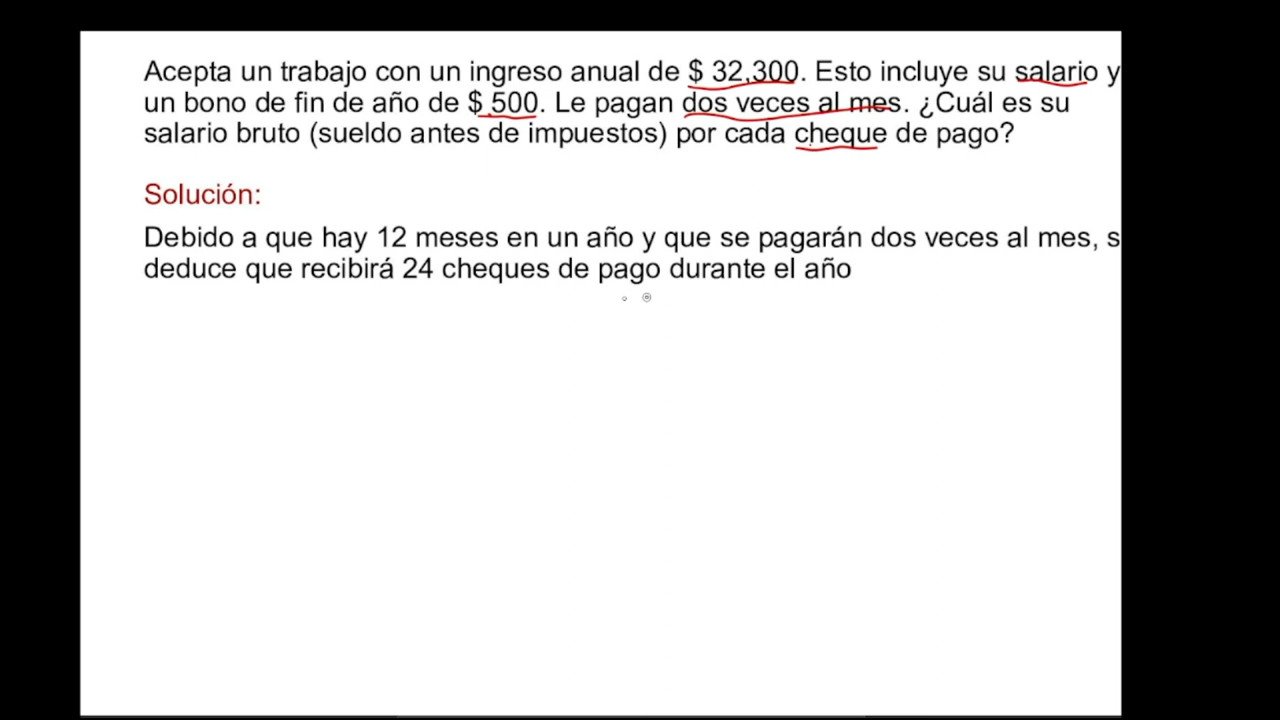 Acepta un trabajo con un ingreso anual de $ 32,300. Esto incluye su salario y
un bono de fin de año de $ 500. Le pagan dos veces al mes. ¿Cuál es su
salario bruto (sueldo antes de impuestos) por cada cheque de pago?
Solución:
Debido a que hay 12 meses en un año y que se pagarán dos veces al mes, s
deduce que recibirá 24 cheques de pago durante el año